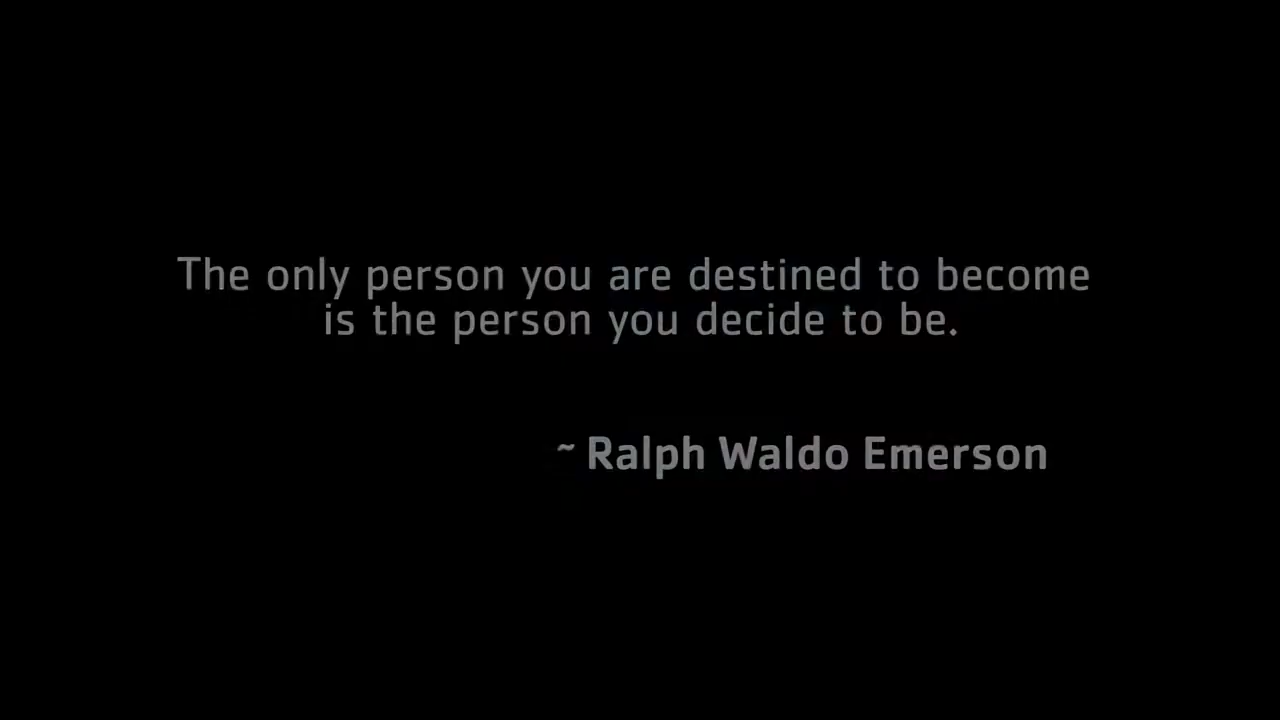 The only person you are destined to become
is the person you decide to be.
~ Ralph Waldo Emerson